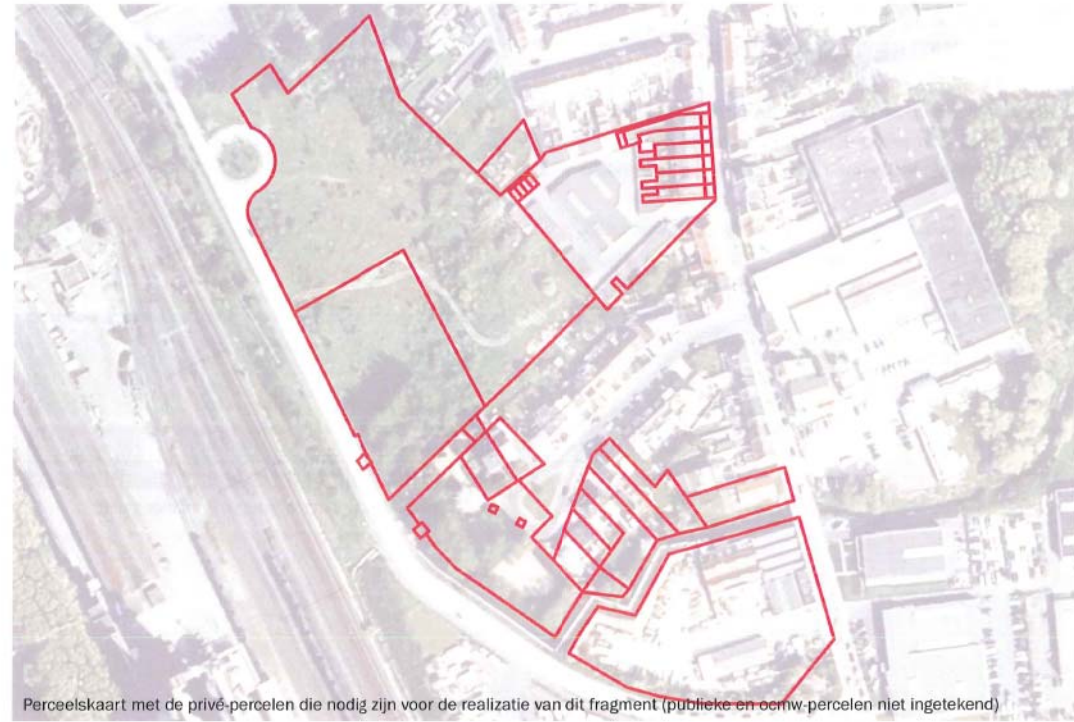 Perceelskaart met de privé-percelen die nodig zijn voor de realizatie van dit fragment (publieke en ocmw-percelen niet ingetekend)